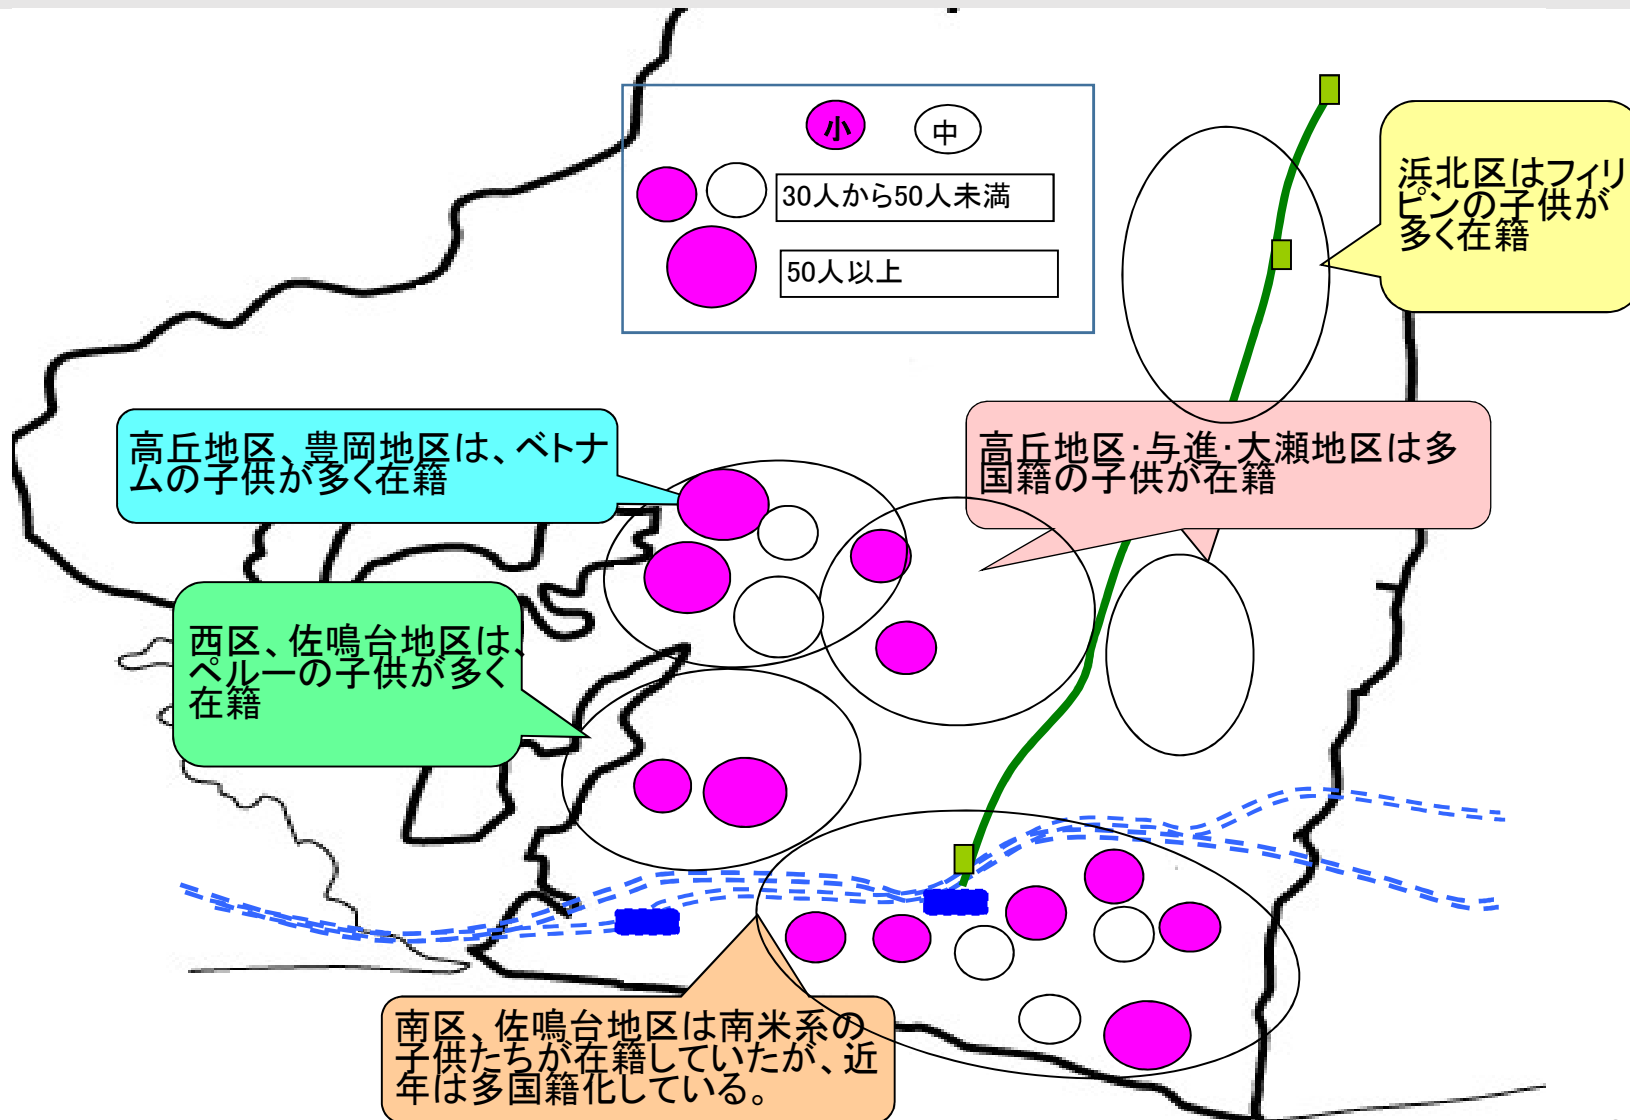 小
中
30人から50人未満
50人以上
浜北区はフィリ
ピンの子供が
多く在籍
高丘地区、豊岡地区は、ベトナ
ムの子供が多く在籍
高丘地区・与進・大瀬地区は多
国籍の子供が在籍
西区、佐鳴台地区は、
ペルーの子供が多く
在籍
南区、佐鳴台地区は南米系の
子供たちが在籍していたが、近
年は多国籍化している。